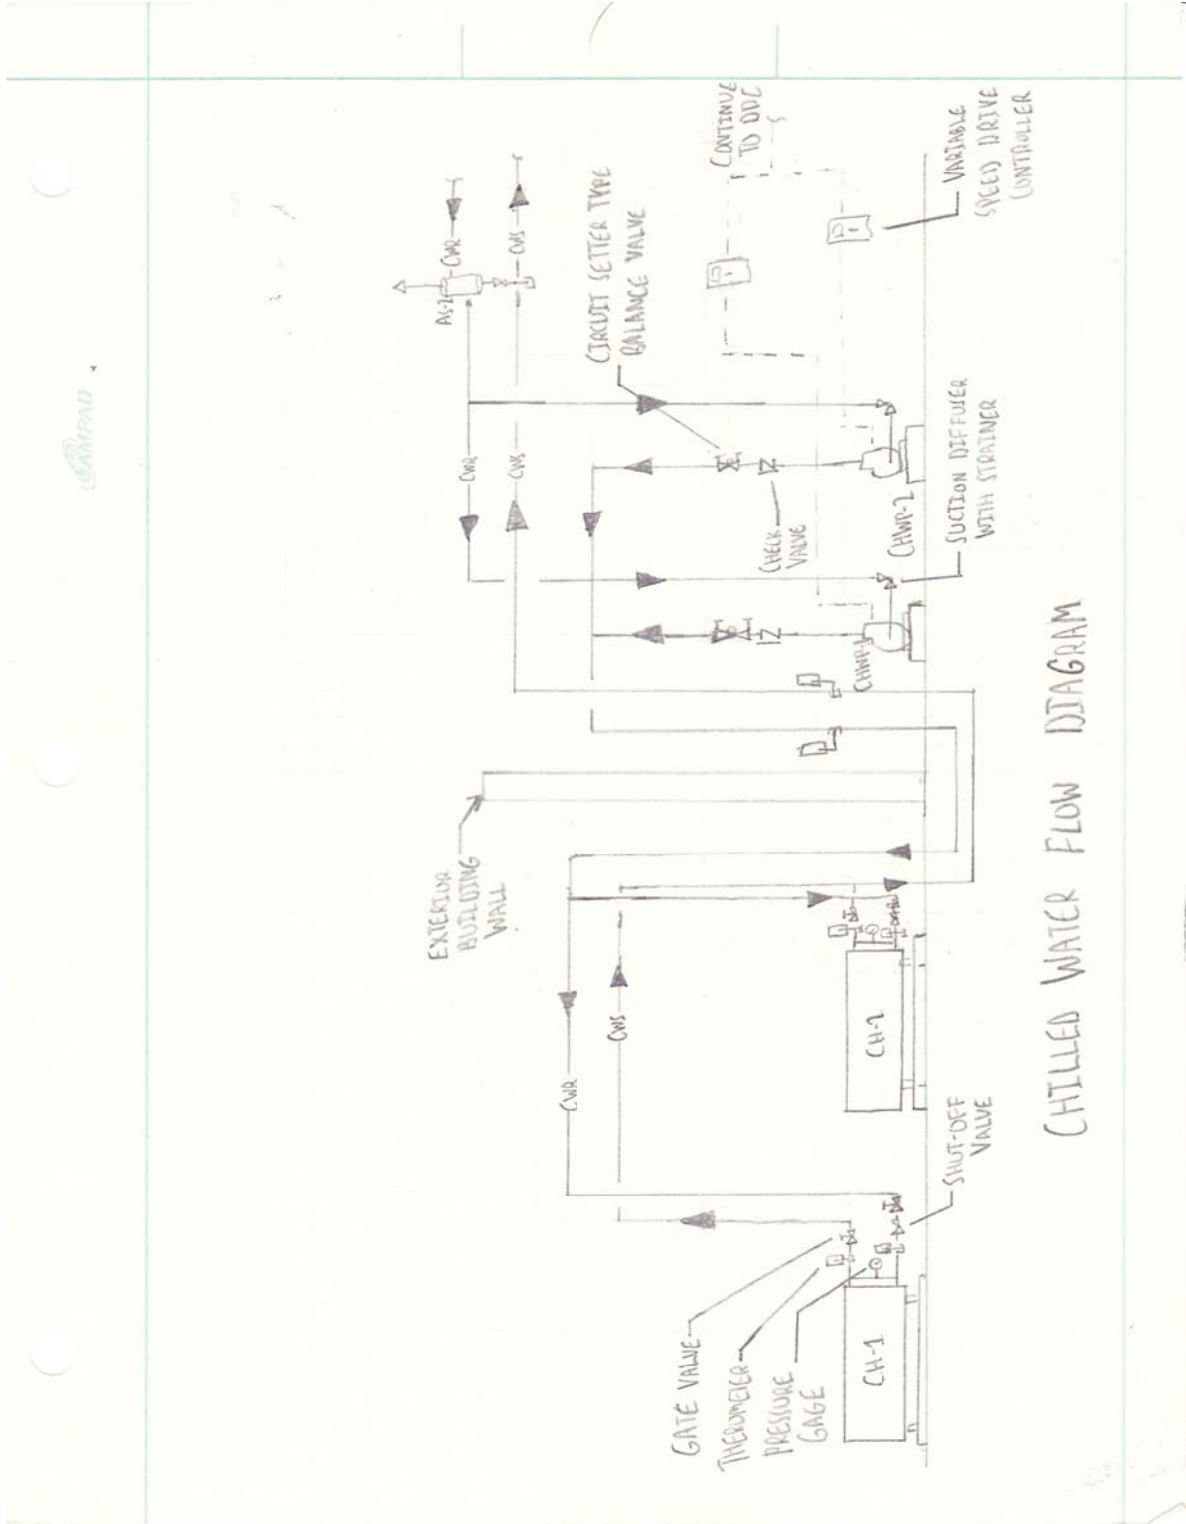 AMPAD
EXTERIOR
BUILDING
WALL
AS-2
CWR
CWR
CWS
CWS
CWR
CWS
CIRCUIT SETTER TYPE
BALANCE VALVE
GATE VALVE
THERMOMETER
PRESSURE
GAGE
CHECK
VALVE
CONTINUE
TO DDC
CH-1
CH-2
CHWP-1
CHWP-2
SHUT-OFF
VALVE
SUCTION DIFFUSER
WITH STRAINER
VARIABLE
SPEED DRIVE
CONTROLLER
CHILLED WATER FLOW DIAGRAM